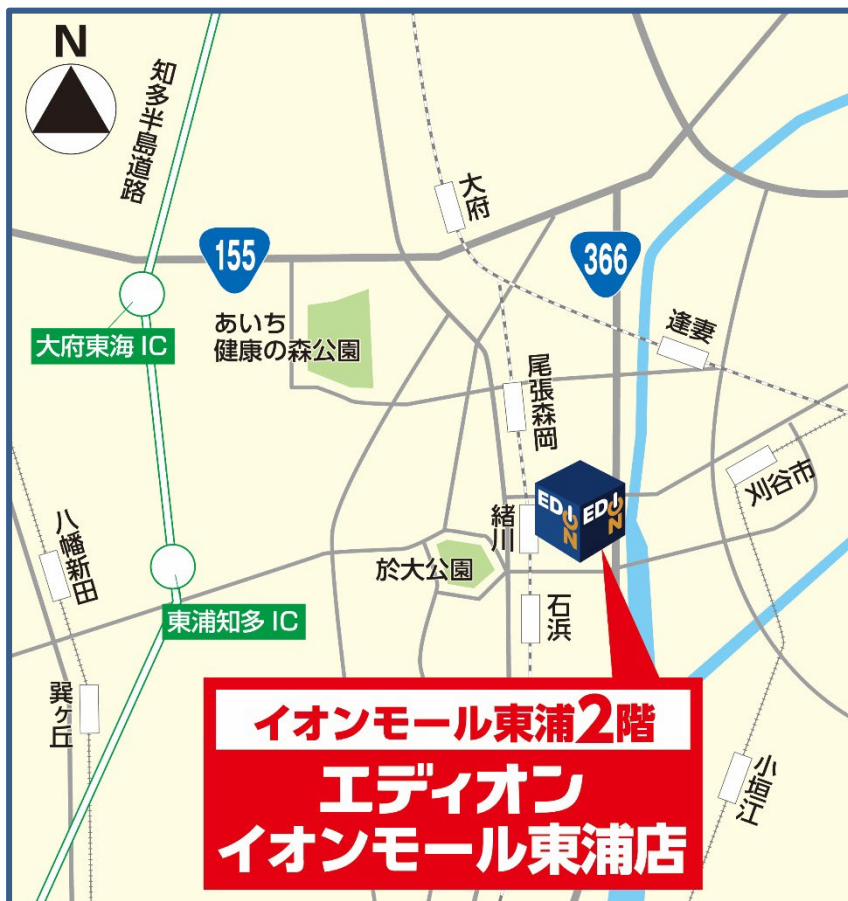 N
知多半島道路
大府
155
366
大府東海 IC
あいち
健康の森公園
逢妻
尾張森岡
刈谷市
EDION
EDION
緒川
八幡新田
於大公園
石浜
東浦知多 IC
巽ヶ丘
イオンモール東浦2階
エディオン
イオンモール東浦店
小垣江